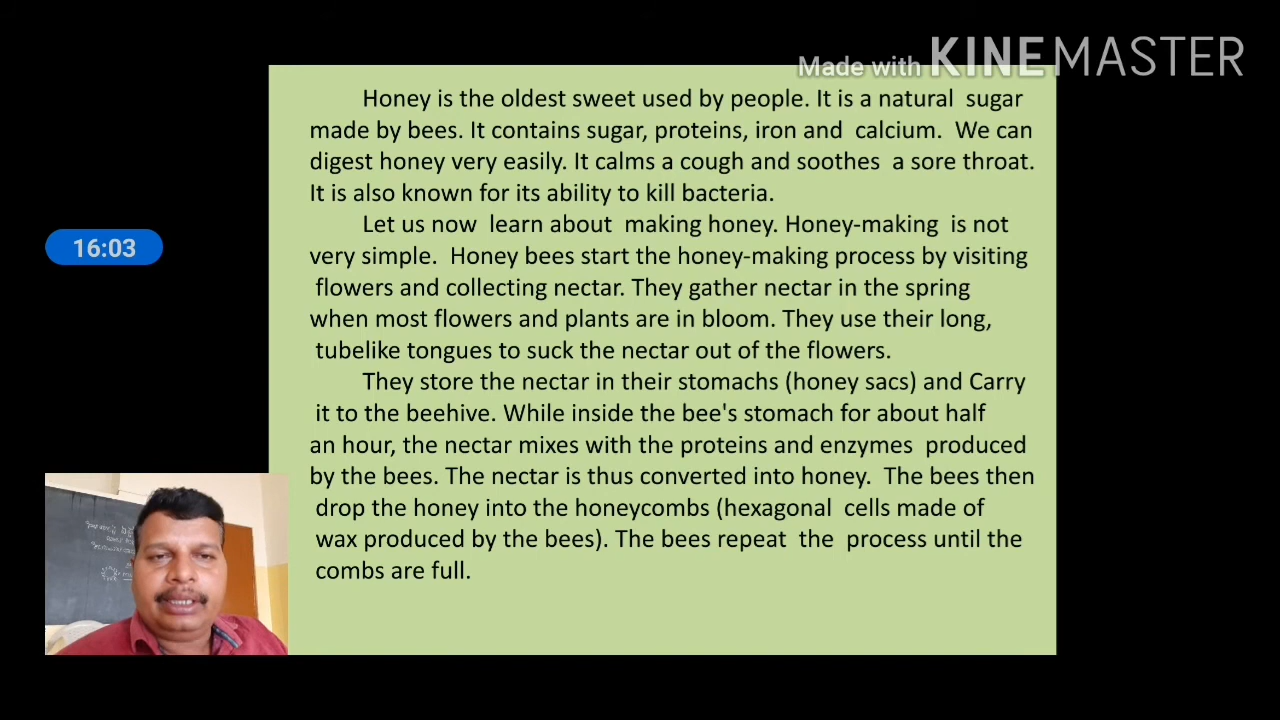 Made with KINEMASTER
Honey is the oldest sweet used by people. It is a natural sugar
made by bees. It contains sugar, proteins, iron and calcium. We can
digest honey very easily. It calms a cough and soothes a sore throat.
It is also known for its ability to kill bacteria.
Let us now learn about making honey. Honey-making is not
very simple. Honey bees start the honey-making process by visiting
flowers and collecting nectar. They gather nectar in the spring
when most flowers and plants are in bloom. They use their long,
tubelike tongues to suck the nectar out of the flowers.
They store the nectar in their stomachs (honey sacs) and Carry
it to the beehive. While inside the bee's stomach for about half
an hour, the nectar mixes with the proteins and enzymes produced
by the bees. The nectar is thus converted into honey. The bees then
drop the honey into the honeycombs (hexagonal cells made of
wax produced by the bees). The bees repeat the process until the
combs are full.
16:03